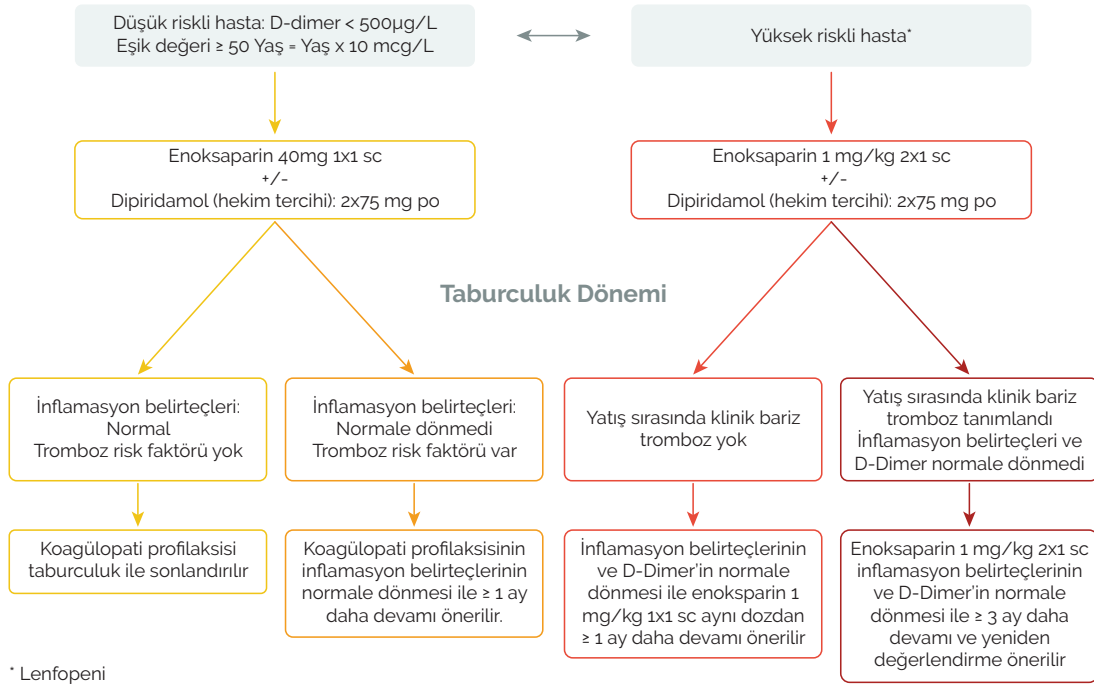 Düşük riskli hasta: D-dimer < 500µg/L
Eşik değeri ≥ 50 Yaş = Yaş x 10 mcg/L
Yüksek riskli hasta*
Enoksaparin 40mg 1x1 sc
+/-
Dipiridamol (hekim tercihi): 2x75 mg po
Enoksaparin 1 mg/kg 2x1 sc
+/-
Dipiridamol (hekim tercihi): 2x75 mg po
Taburculuk Dönemi
İnflamasyon belirteçleri:
Normal
Tromboz risk faktörü yok
İnflamasyon belirteçleri:
Normale dönmedi
Tromboz risk faktörü var
Yatış sırasında klinik bariz
tromboz yok
Yatış sırasında klinik bariz
tromboz tanımlandı
İnflamasyon belirteçleri ve
D-Dimer normale dönmedi
Koagülopati profilaksisi
taburculuk ile sonlandırılır
Koagülopati profilaksisinin
inflamasyon belirteçlerinin
normale dönmesi ile ≥ 1 ay
daha devamı önerilir.
İnflamasyon belirteçlerinin
ve D-Dimer'in normale
dönmesi ile enoksparin 1
mg/kg 1x1 sc aynı dozdan
≥ 1 ay daha devamı önerilir
Enoksaparin 1 mg/kg 2x1 sc
inflamasyon belirteçlerinin
ve D-Dimer'in normale
dönmesi ile ≥ 3 ay daha
devamı ve yeniden
değerlendirme önerilir
* Lenfopeni